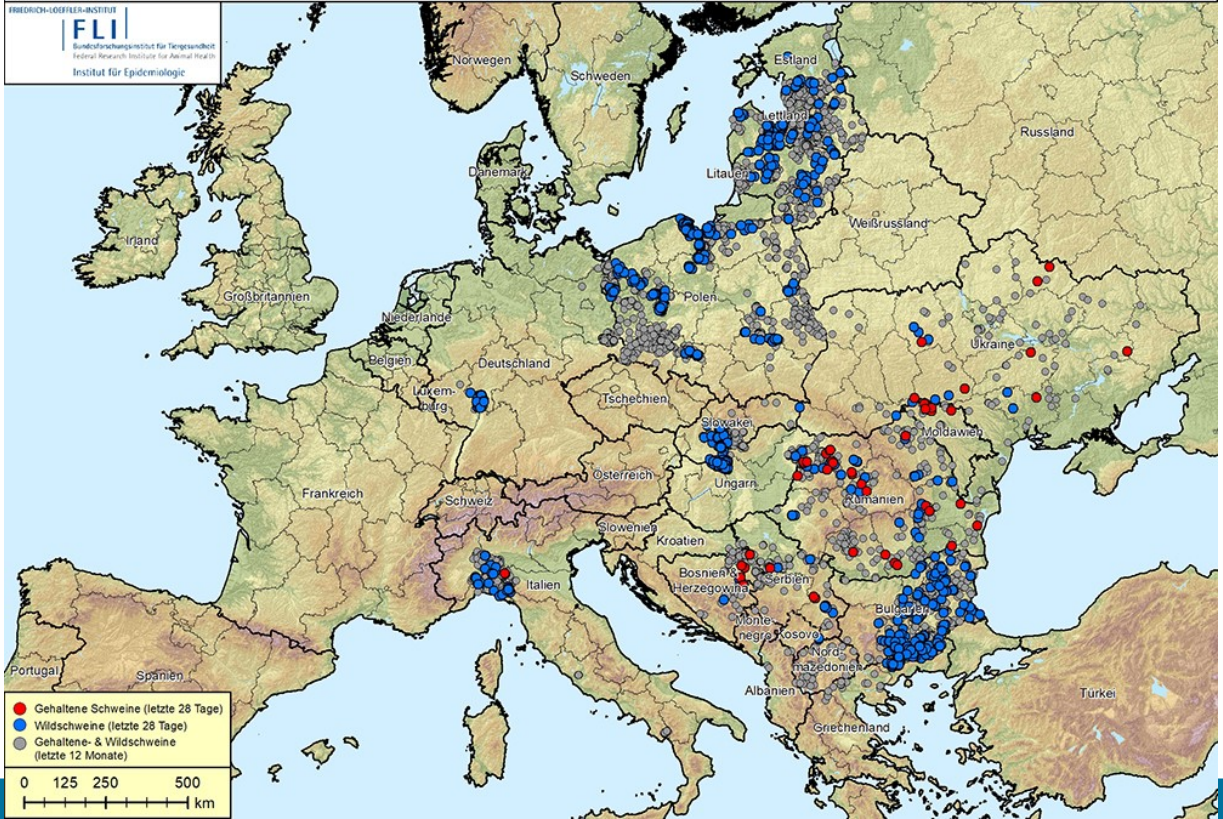 FRIEDRICH-LOEFFLER-INSTITUT
FLI
Bundesforschungsinstitut für Tiergesundheit
Federal Research Institute for Animal Health
Institut für Epidemiologie
Norwegen
Schweden
Estland
Lettland
Russland
Dänemark
Litauen
Weißrussland
Irland
Großbritannien
Niederlande
Polen
Belgien
Deutschland
Ukraine
Luxem-
burg
Tschechien
Slowakei
Moldawien
Österreich
Ungarn
Frankreich
Schweiz
Rumänien
Slowenien
Kroatien
Italien
Bosnien &
Herzegowina
Serbien
Bulgarien
Monte-
negro
Kosovo
Nord-
mazedonien
Portugal
Spanien
Albanien
Türkei
Griechenland
Gehaltene Schweine (letzte 28 Tage)
Wildschweine (letzte 28 Tage)
Gehaltene- & Wildschweine
(letzte 12 Monate)
0 125 250 500
km